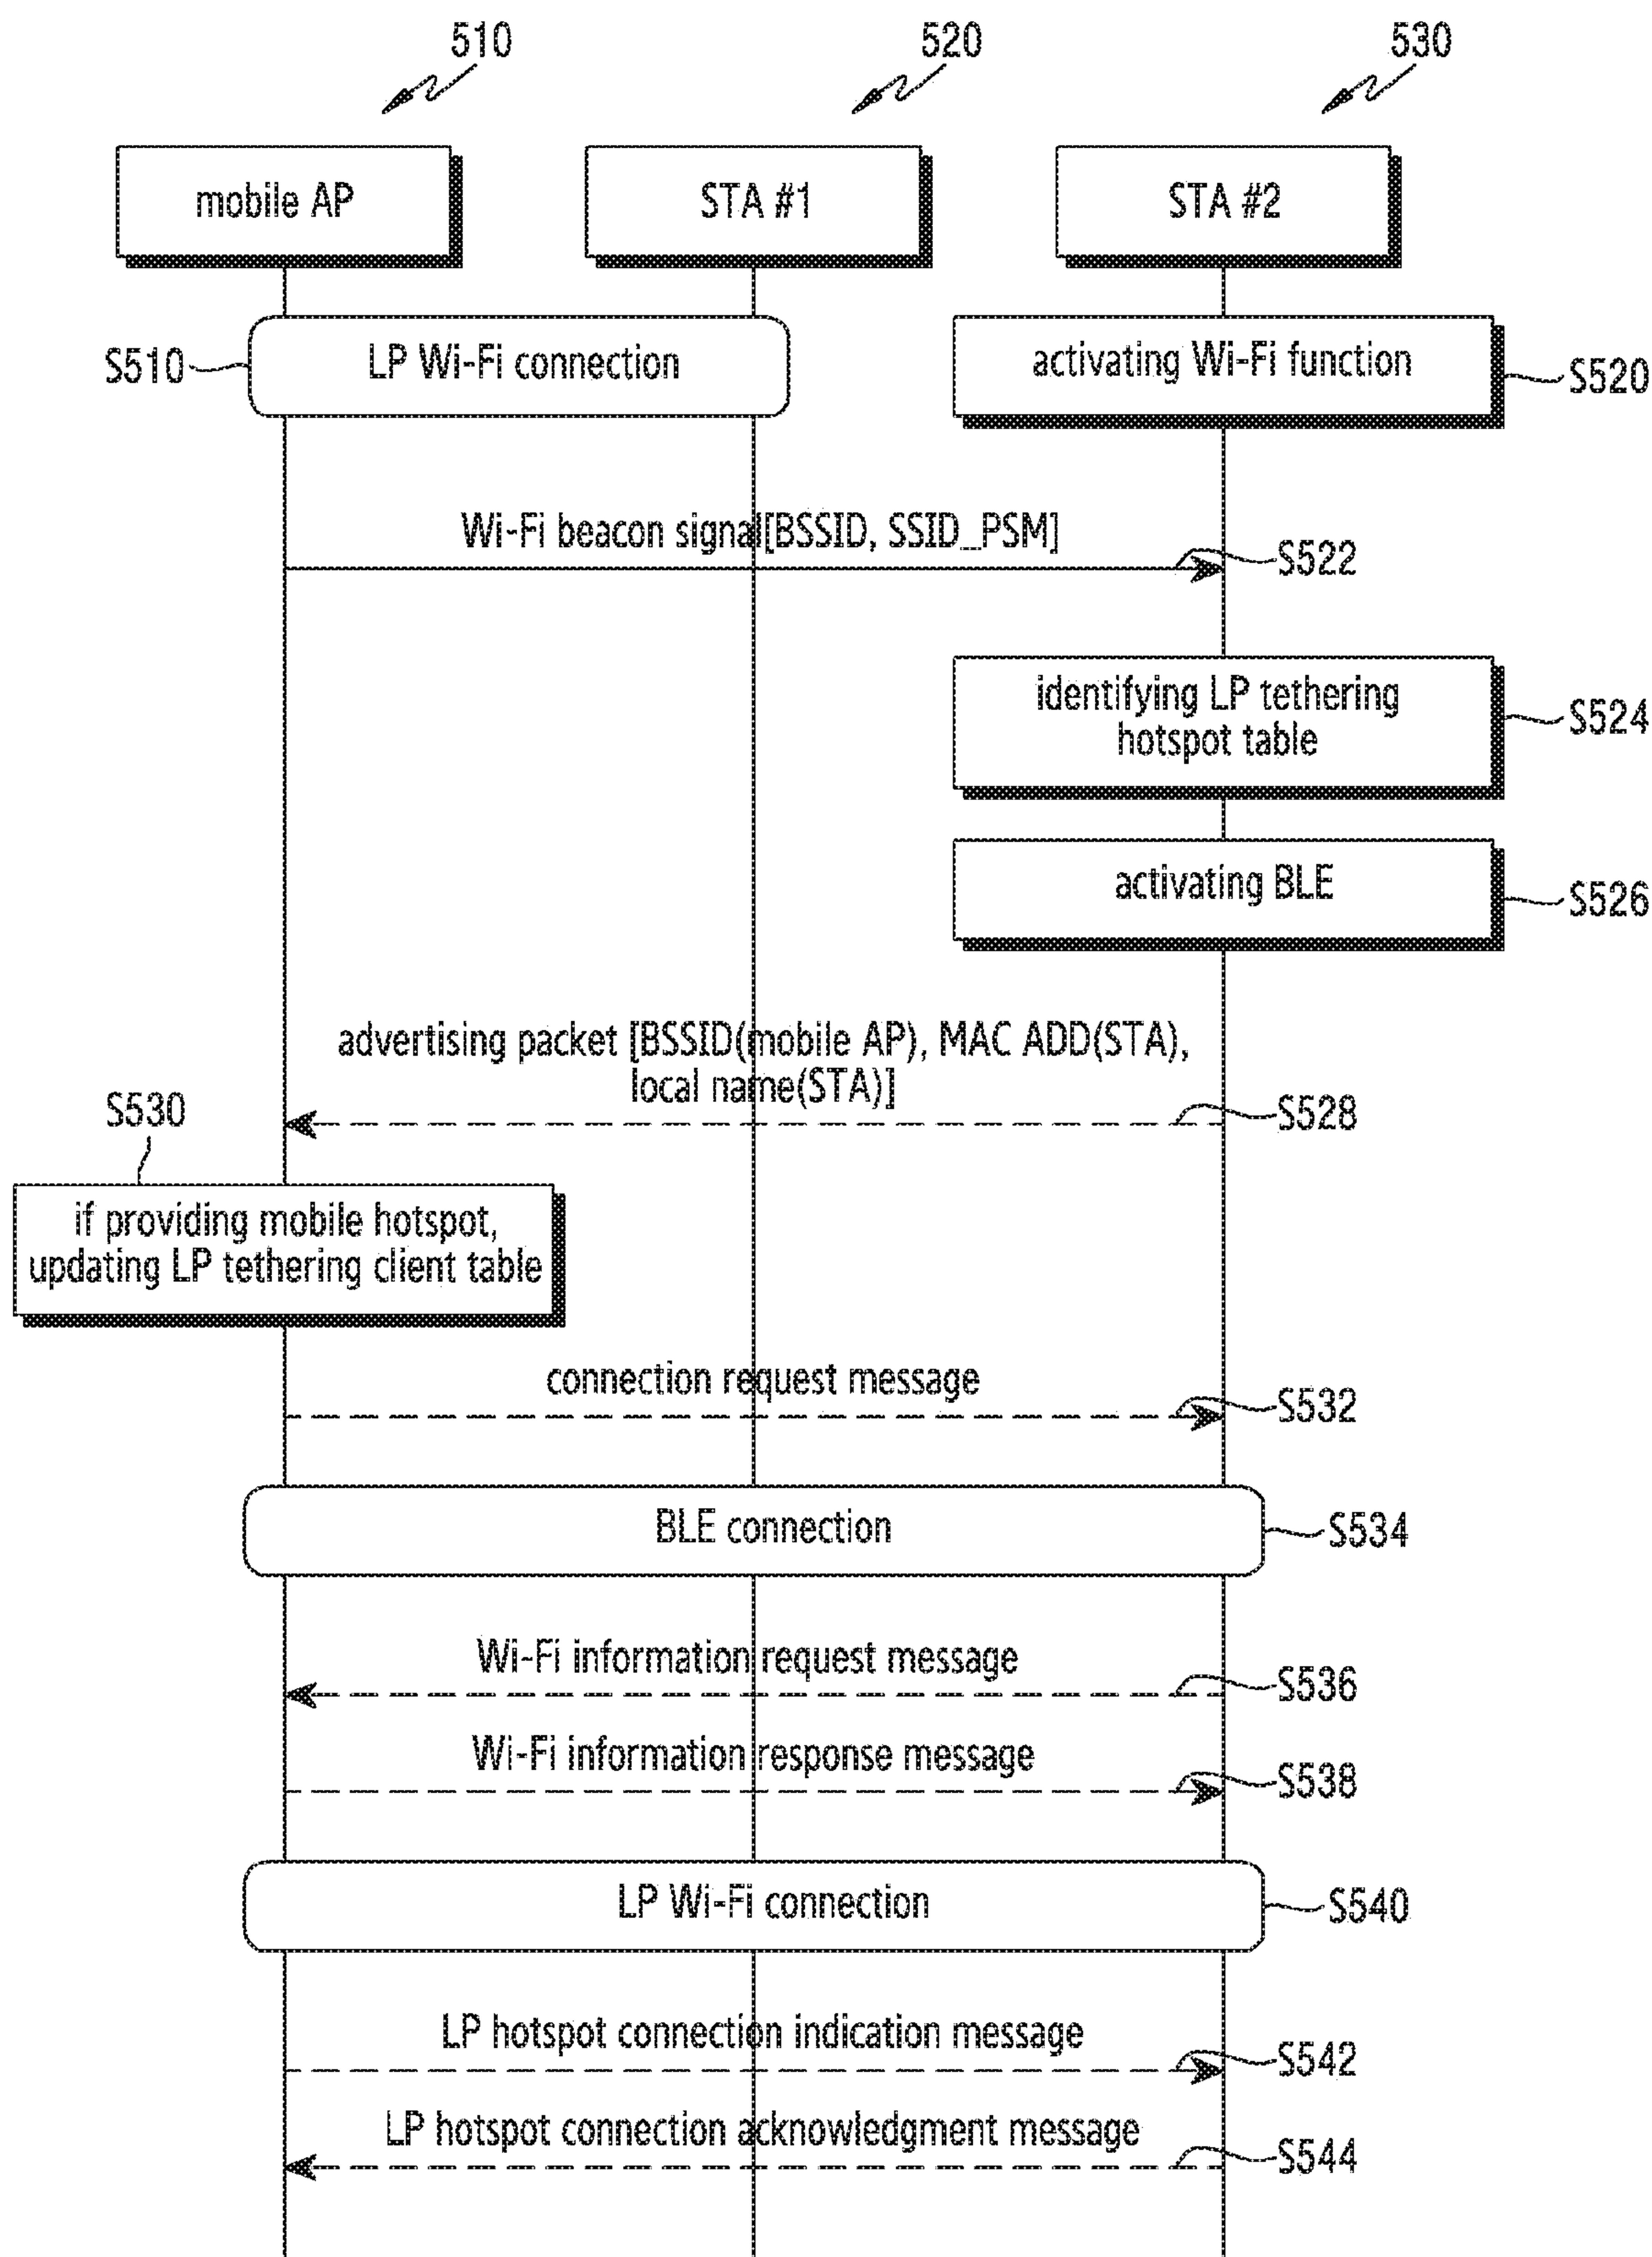 510
520
530
mobile AP
STA #1
STA #2
S510
LP Wi-Fi connection
activating Wi-Fi function
S520
Wi-Fi beacon signal[BSSID, SSID_PSM]
S522
identifying LP tethering
hotspot table
S524
activating BLE
S526
advertising packet [BSSID(mobile AP), MAC ADD(STA),
local name(STA)]
S528
S530
if providing mobile hotspot,
updating LP tethering client table
connection request message
S532
BLE connection
S534
Wi-Fi information request message
S536
Wi-Fi information response message
S538
LP Wi-Fi connection
S540
LP hotspot connection indication message
S542
LP hotspot connection acknowledgment message
S544